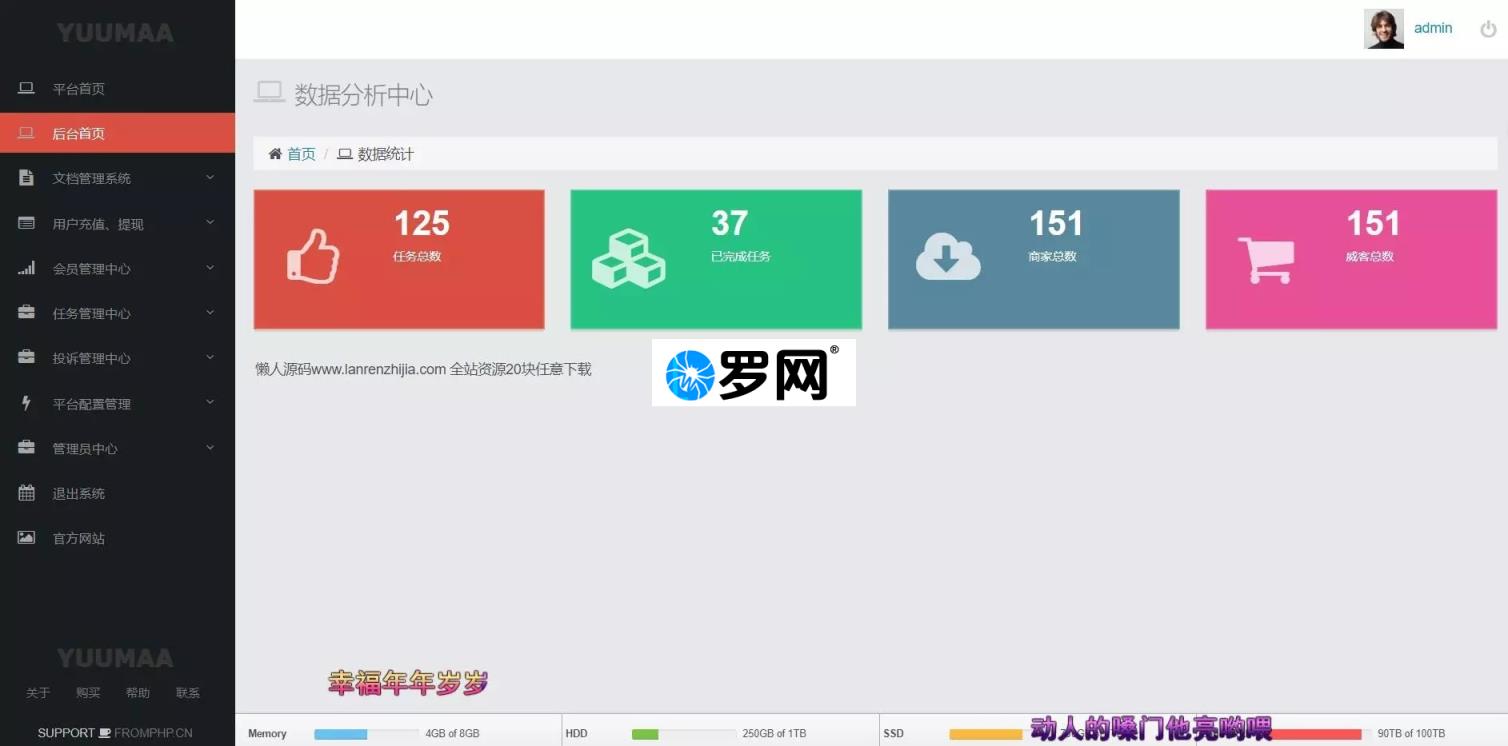 YUUMAA
admin
平台首页
后台首页
文档管理系统
用户充值、提现
会员管理中心
任务管理中心
投诉管理中心
平台配置管理
管理员中心
退出系统
官方网站
YUUMAA
关于 购买 帮助 联系
SUPPORT FROMPHP.CN
数据分析中心
首页 / 数据统计
125
任务总数
37
已完成任务
151
商家总数
151
威客总数
懒人源码www.lanrenzhijia.com 全站资源20块任意下载
罗网®
幸福年年岁岁
动人的嗓门他亮哟喂
Memory 4GB of 8GB
HDD 250GB of 1TB
SSD
90TB of 100TB